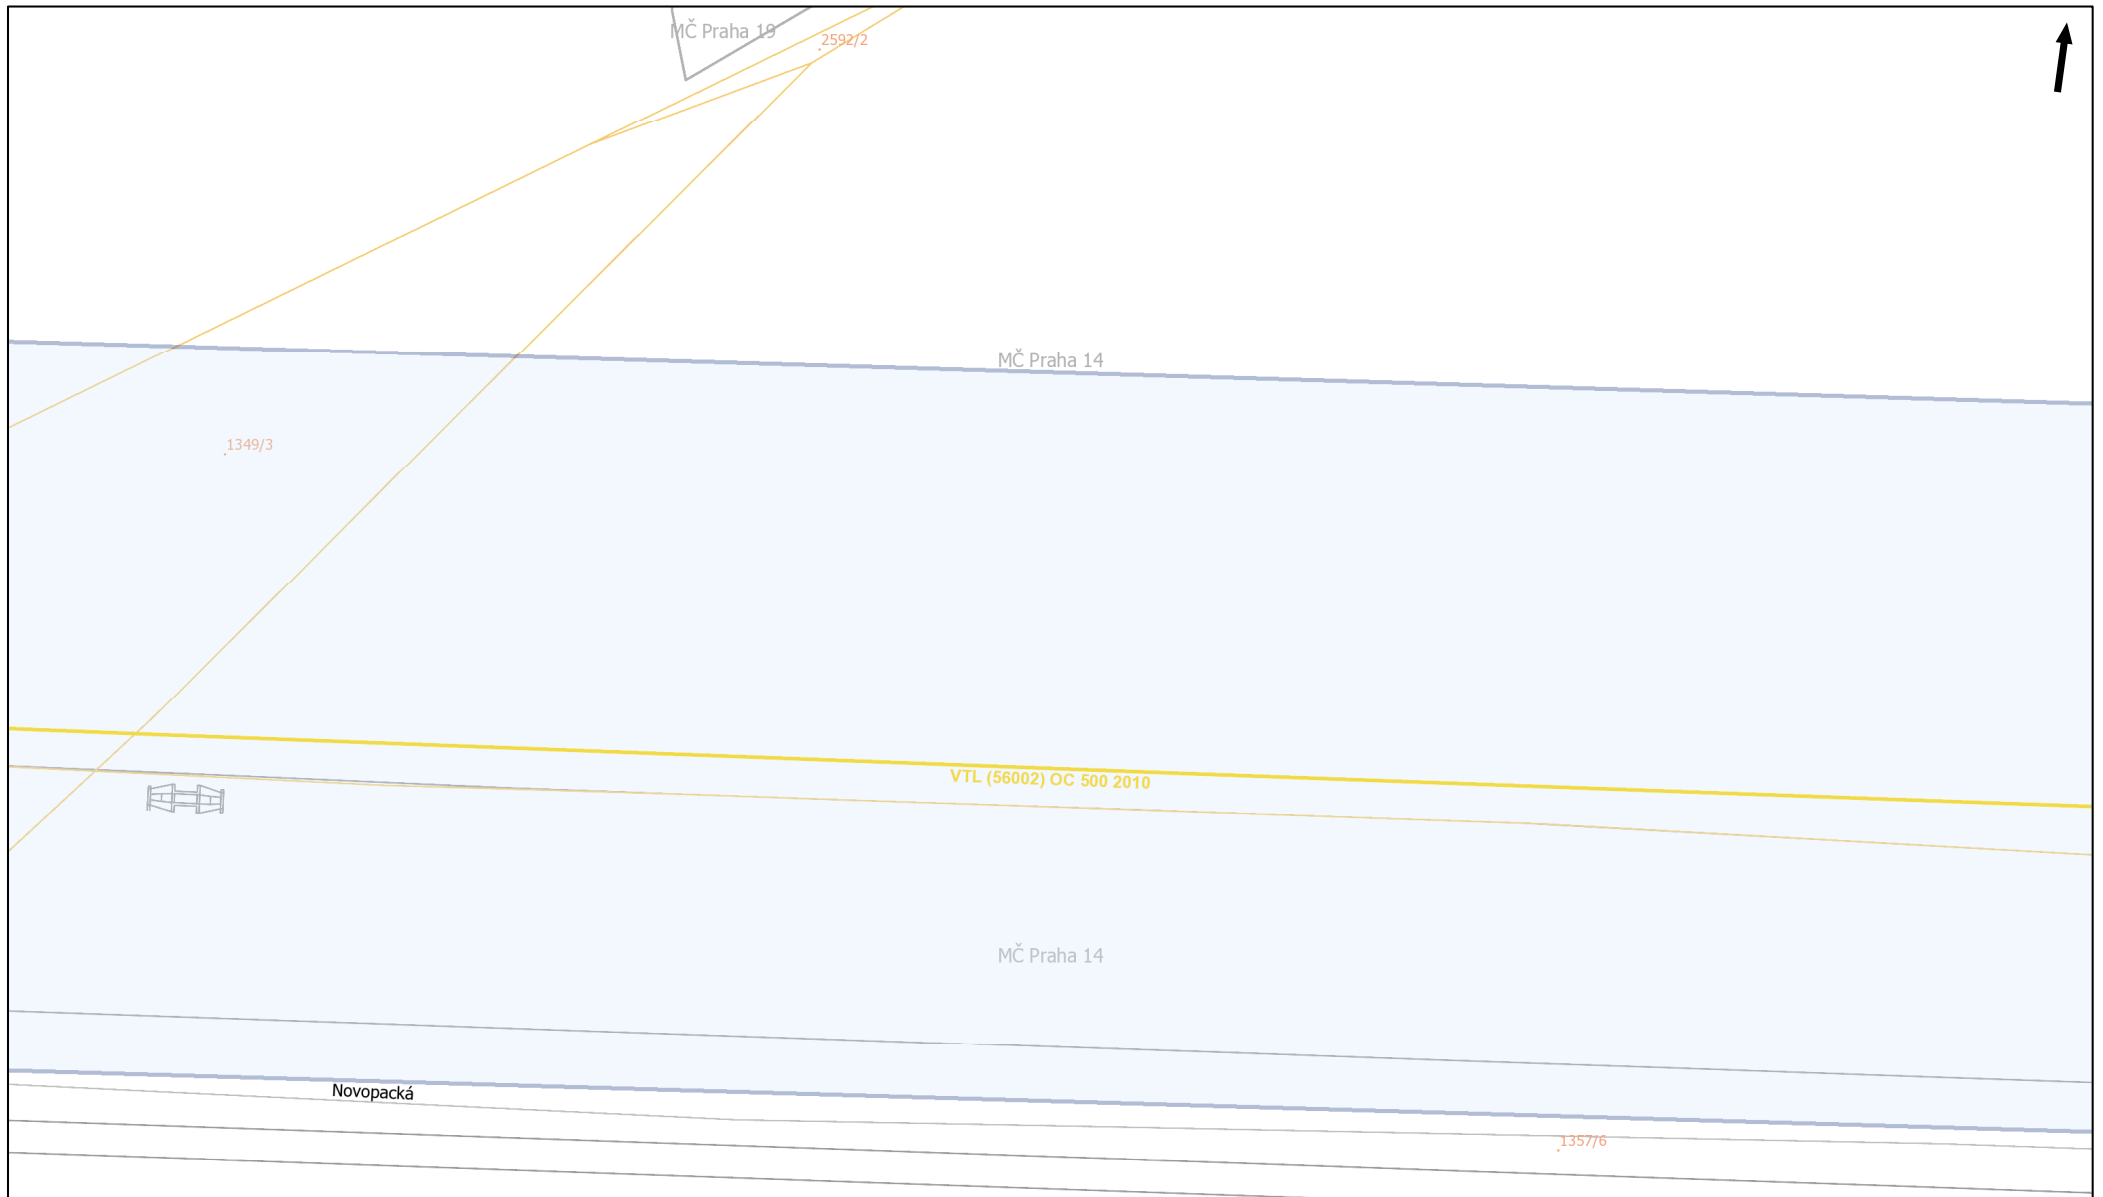 MČ Praha 19
2592/2
MČ Praha 14
1349/3
VTL (56002) OC 500 2010
MČ Praha 14
Novopacká
1357/6